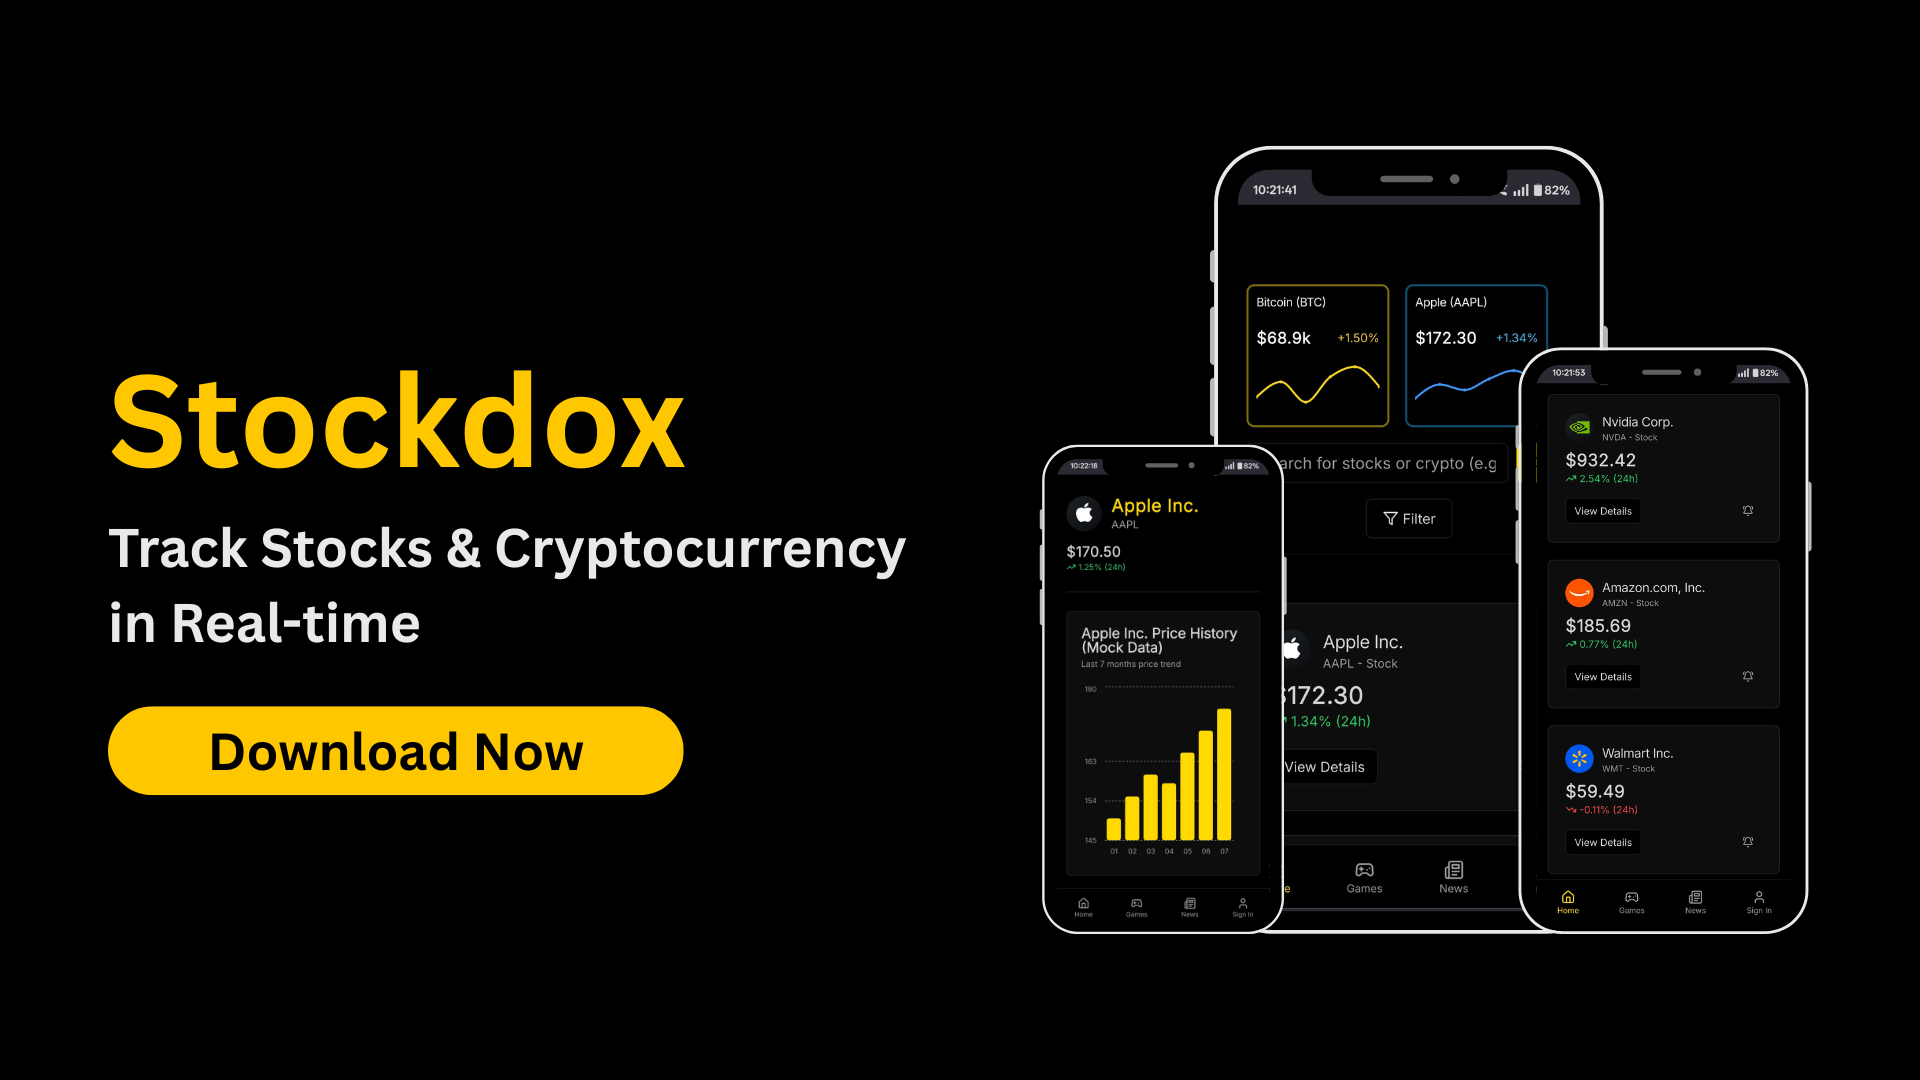 Stockdox
Track Stocks & Cryptocurrency
in Real-time
Download Now
10:21:41
82%
Bitcoin (BTC)
$68.9k +1.50%
Apple (AAPL)
$172.30 +1.34%
arch for stocks or crypto (e.g
Filter
Apple Inc.
AAPL - Stock
$172.30
1.34% (24h)
View Details
Games
News
10:22:18
82%
Apple Inc.
AAPL
$170.50
1.25% (24h)
Apple Inc. Price History
(Mock Data)
Last 7 months price trend
180
163
154
145
01 02 03 04 05 06 07
Home Games News Sign In
10:21:53
82%
Nvidia Corp.
NVDA - Stock
$932.42
2.54% (24h)
View Details
Amazon.com, Inc.
AMZN - Stock
$185.69
0.77% (24h)
View Details
Walmart Inc.
WMT - Stock
$59.49
-0.11% (24h)
View Details
Home Games News Sign In